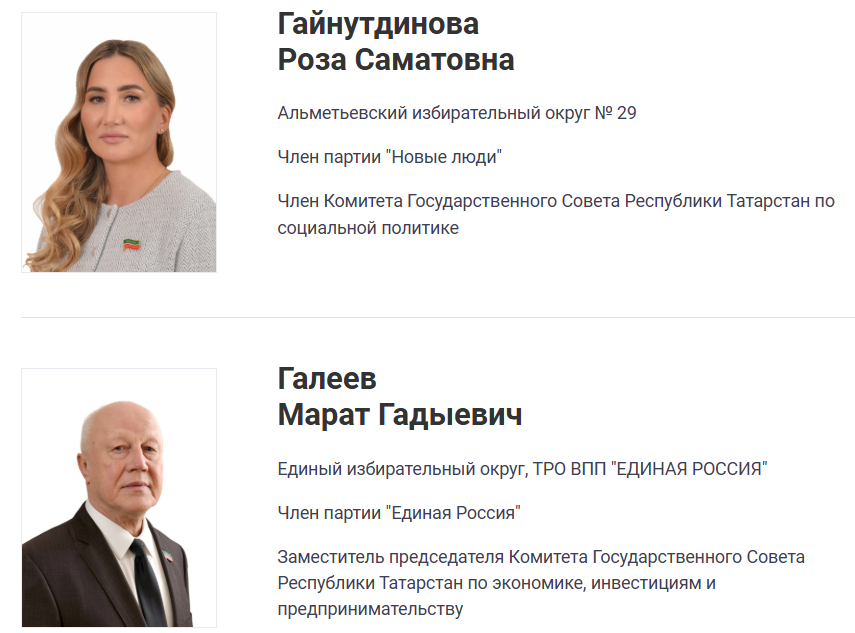 Гайнутдинова
Роза Саматовна
Альметьевский избирательный округ № 29
Член партии "Новые люди"
Член Комитета Государственного Совета Республики Татарстан по
социальной политике
Галеев
Марат Гадыевич
Единый избирательный округ, ТРО ВПП "ЕДИНАЯ РОССИЯ"
Член партии "Единая Россия"
Заместитель председателя Комитета Государственного Совета
Республики Татарстан по экономике, инвестициям и
предпринимательству